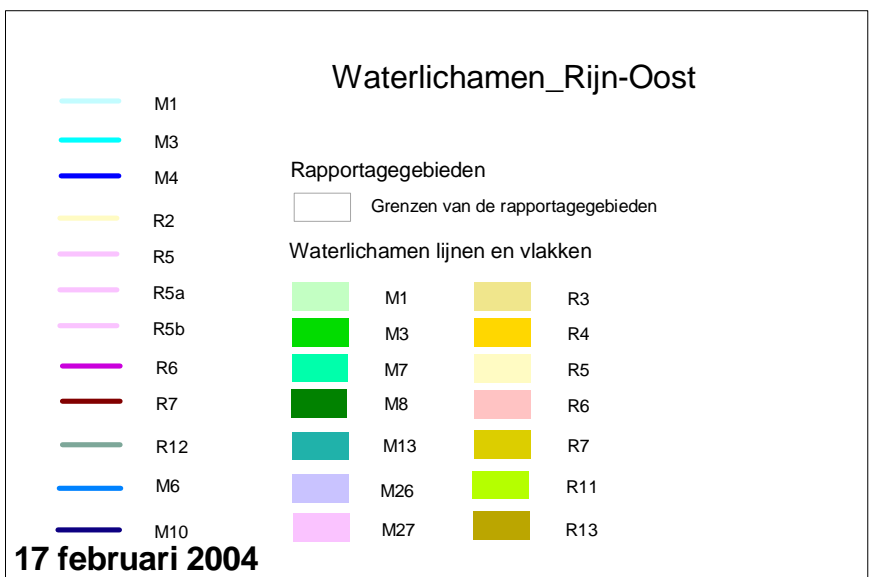 Waterlichamen_Rijn-Oost
M1
M3
M4
R2
R5
R5a
R5b
R6
R7
R12
M6
M10
17 februari 2004
Rapportagegebieden
Grenzen van de rapportagegebieden
Waterlichamen lijnen en vlakken
M1
M3
M7
M8
M13
M26
M27
R3
R4
R5
R6
R7
R11
R13